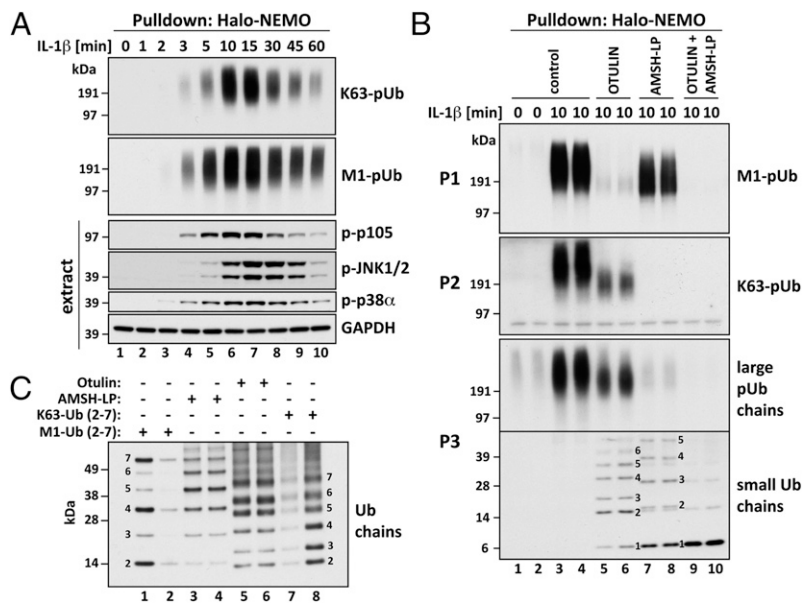 A
Pulldown: Halo-NEMO
IL-1β [min] 0 1 2 3 5 10 15 30 45 60
kDa
191
97
K63-pUb
191
97
M1-pUb
extract
97
p-p105
39
p-JNK1/2
39
p-p38α
39
GAPDH
1 2 3 4 5 6 7 8 9 10
B
Pulldown: Halo-NEMO
control
OTULIN
AMSH-LP
OTULIN +
AMSH-LP
IL-1β [min] 0 0 10 10 10 10 10 10 10 10
kDa
P1
191
97
M1-pUb
P2
191
97
K63-pUb
191
large
pUb
chains
P3
39
28
14
6
6
5
4
3
2
5
4
3
2
1
1
small Ub
chains
1 2 3 4 5 6 7 8 9 10
C
Otulin: - - - - + + - -
AMSH-LP: - - + + - - - -
K63-Ub (2-7): - - - - - - + +
M1-Ub (2-7): + + - - - - - -
kDa
49
38
28
14
7
6
5
4
3
2
7
6
5
4
3
2
Ub
chains
1 2 3 4 5 6 7 8